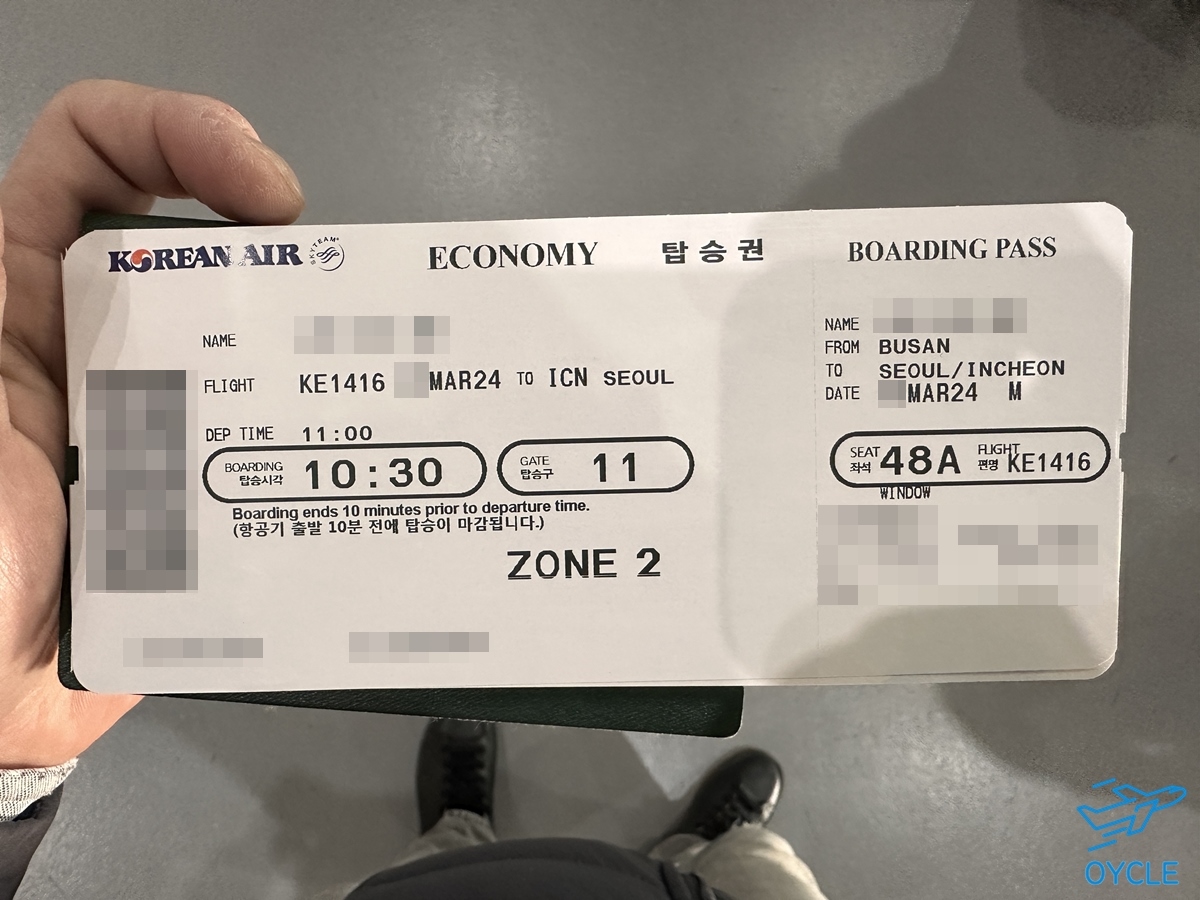 KOREAN AIR SKYTEAM ECONOMY 탑승권 BOARDING PASS
NAME
FLIGHT KE1416 MAR24 TO ICN SEOUL
DEP TIME 11:00
BOARDING 탑승시각 10:30 GATE 탑승구 11
Boarding ends 10 minutes prior to departure time.
(항공기 출발 10분 전에 탑승이 마감됩니다.)
ZONE 2
NAME
FROM BUSAN
TO SEOUL/INCHEON
DATE MAR24 M
SEAT 좌석 48A FLIGHT 편명 KE1416
WINDOW
OYCLE